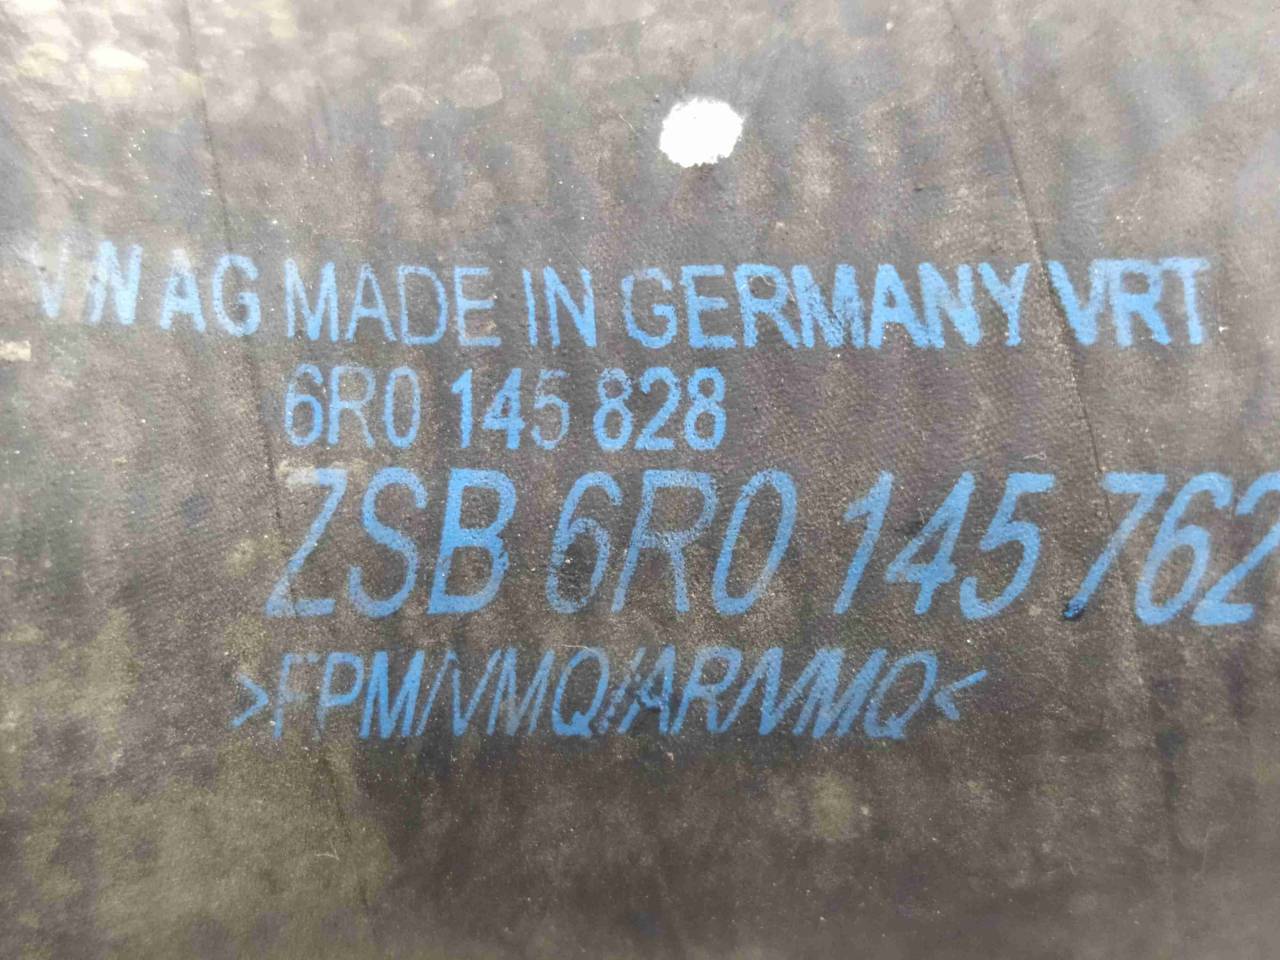 VW AG MADE IN GERMANY VRT
6R0 145 828
ZSB 6R0 145 762
>FPM/VMQ/AR/VMQ<